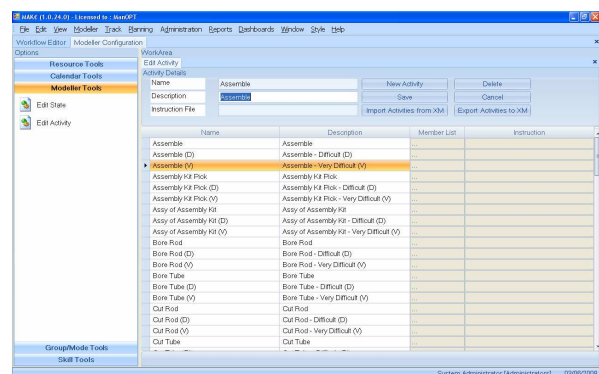 MAKE (1.0.24.0) - Licensed to : ManOPT
File Edit View Modeller Track Planning Administration Reports Dashboards Window Style Help
Workflow Editor Modeller Configuration
Options
WorkArea
Resource Tools
Calendar Tools
Modeller Tools
Edit State
Edit Activity
Group/Mode Tools
Skill Tools
Edit Activity
Activity Details
Name Assemble New Activity Delete
Description Assemble Save Cancel
Instruction File Import Activities from XM Export Activities to XM
Name Description Member List Instruction
Assemble Assemble ...
Assemble (D) Assemble - Difficult (D) ...
Assemble (V) Assemble - Very Difficult (V) ...
Assembly Kit Pick Assembly Kit Pick ...
Assembly Kit Pick (D) Assembly Kit Pick - Difficult (D) ...
Assembly Kit Pick (V) Assembly Kit Pick - Very Difficult (V) ...
Assy of Assembly Kit Assy of Assembly Kit ...
Assy of Assembly Kit (D) Assy of Assembly Kit - Difficult (D) ...
Assy of Assembly Kit (V) Assy of Assembly Kit - Very Difficult (V) ...
Bore Rod Bore Rod ...
Bore Rod (D) Bore Rod - Difficult (D) ...
Bore Rod (V) Bore Rod - Very Difficult (V) ...
Bore Tube Bore Tube ...
Bore Tube (D) Bore Tube - Difficult (D) ...
Bore Tube (V) Bore Tube - Very Difficult (V) ...
Cut Rod Cut Rod ...
Cut Rod (D) Cut Rod - Difficult (D) ...
Cut Rod (V) Cut Rod - Very Difficult (V) ...
Cut Tube Cut Tube ...
System Administrator [Administrators] 03/08/2009